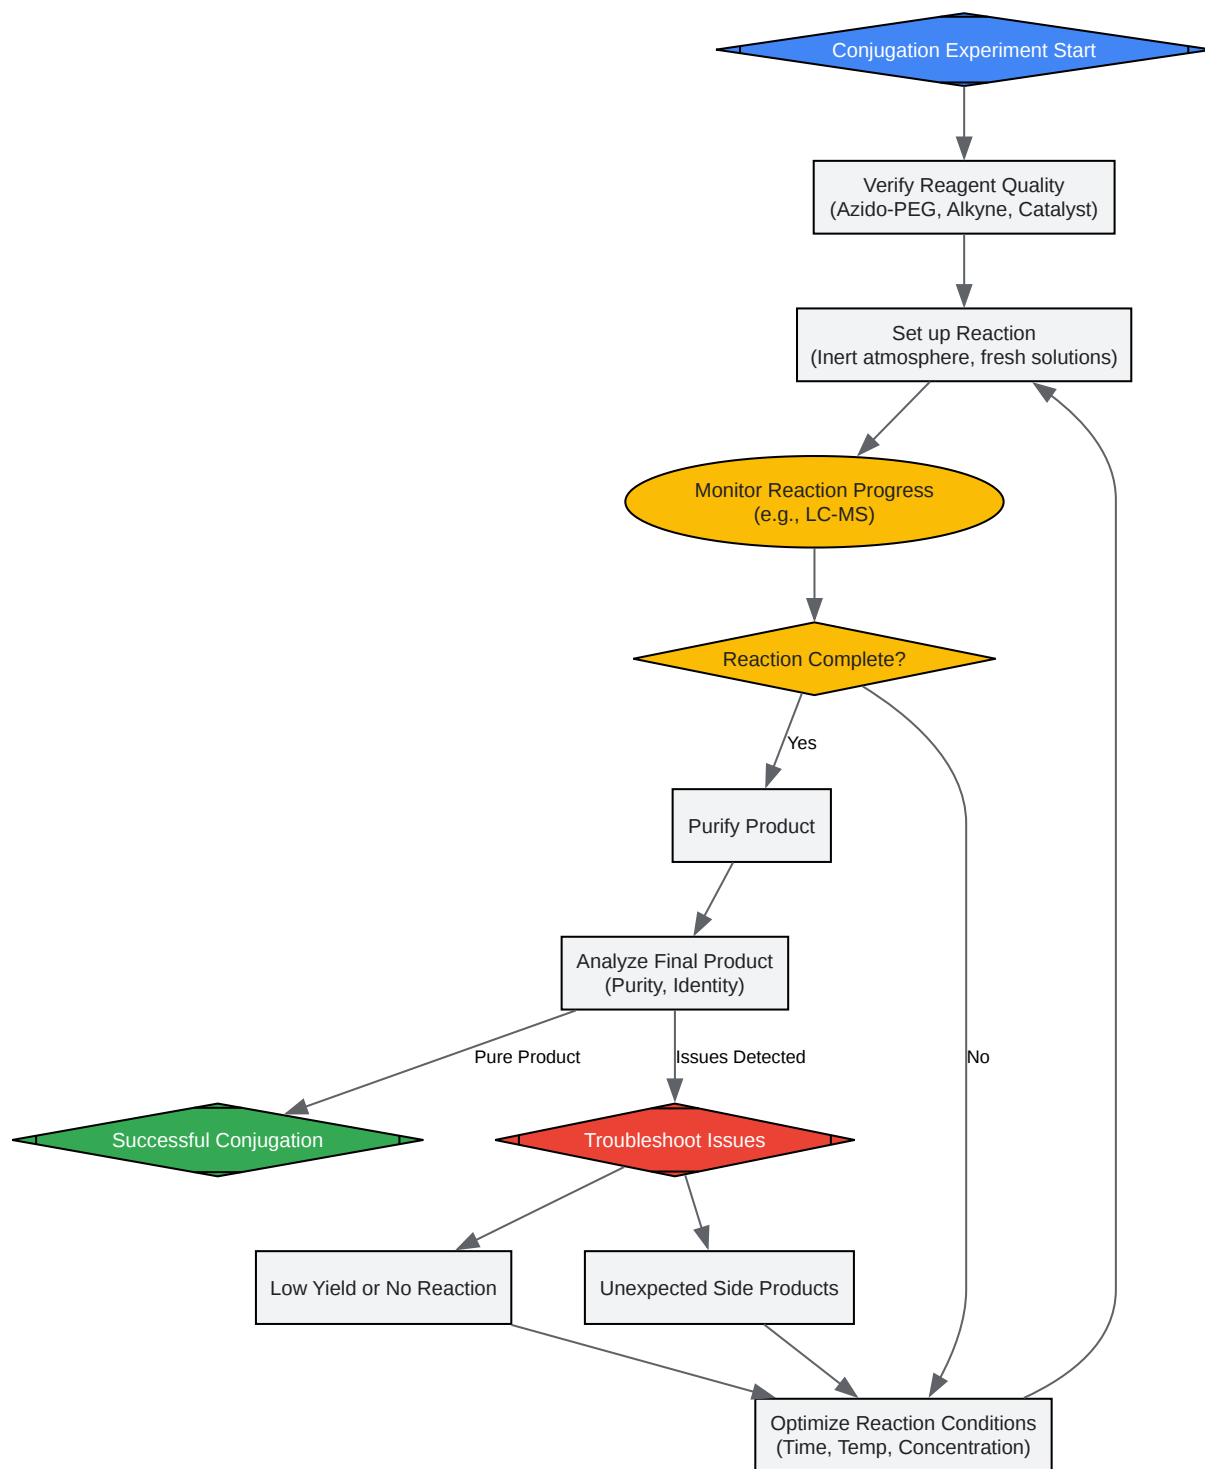 Conjugation Experiment Start
Verify Reagent Quality
(Azido-PEG, Alkyne, Catalyst)
Set up Reaction
(Inert atmosphere, fresh solutions)
Monitor Reaction Progress
(e.g., LC-MS)
Reaction Complete?
Yes
Purify Product
Analyze Final Product
(Purity, Identity)
Pure Product
Issues Detected
No
Successful Conjugation
Troubleshoot Issues
Low Yield or No Reaction
Unexpected Side Products
Optimize Reaction Conditions
(Time, Temp, Concentration)